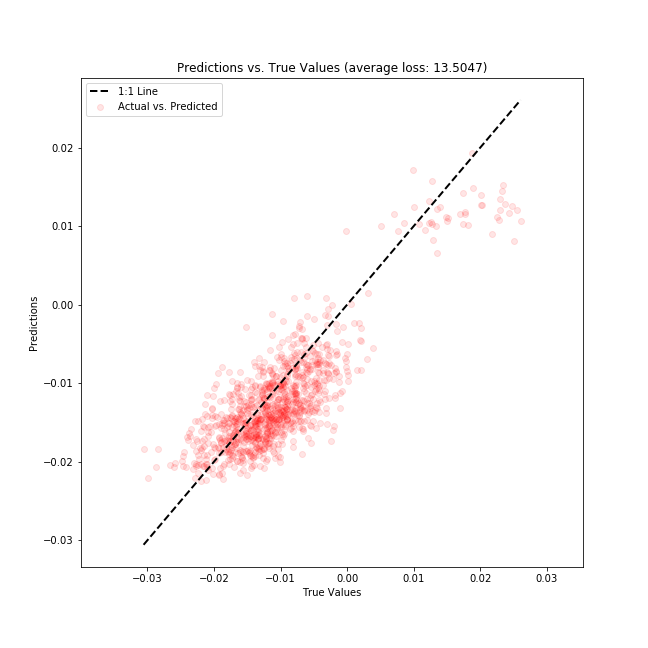 Predictions vs. True Values (average loss: 13.5047)
1:1 Line
Actual vs. Predicted
0.02
0.01
0.00
−0.01
−0.02
−0.03
Predictions
−0.03 −0.02 −0.01 0.00 0.01 0.02 0.03
True Values